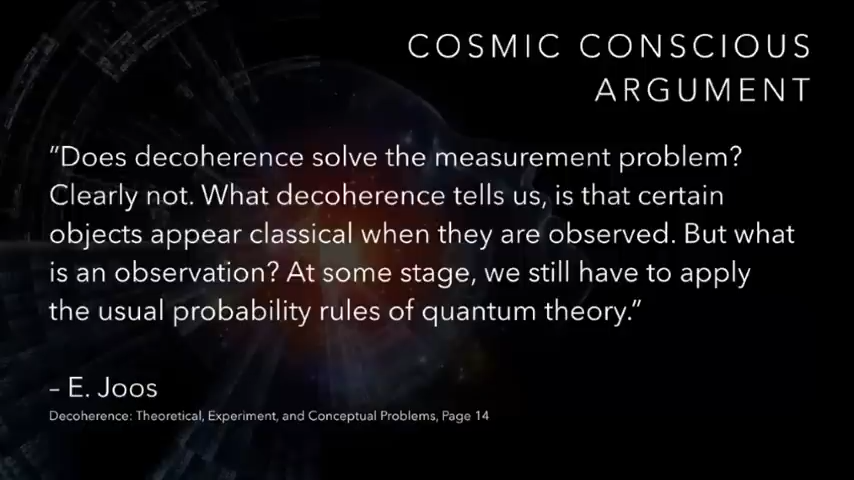 COSMIC CONSCIOUS
ARGUMENT
"Does decoherence solve the measurement problem?
Clearly not. What decoherence tells us, is that certain
objects appear classical when they are observed. But what
is an observation? At some stage, we still have to apply
the usual probability rules of quantum theory."
– E. Joos
Decoherence: Theoretical, Experiment, and Conceptual Problems, Page 14